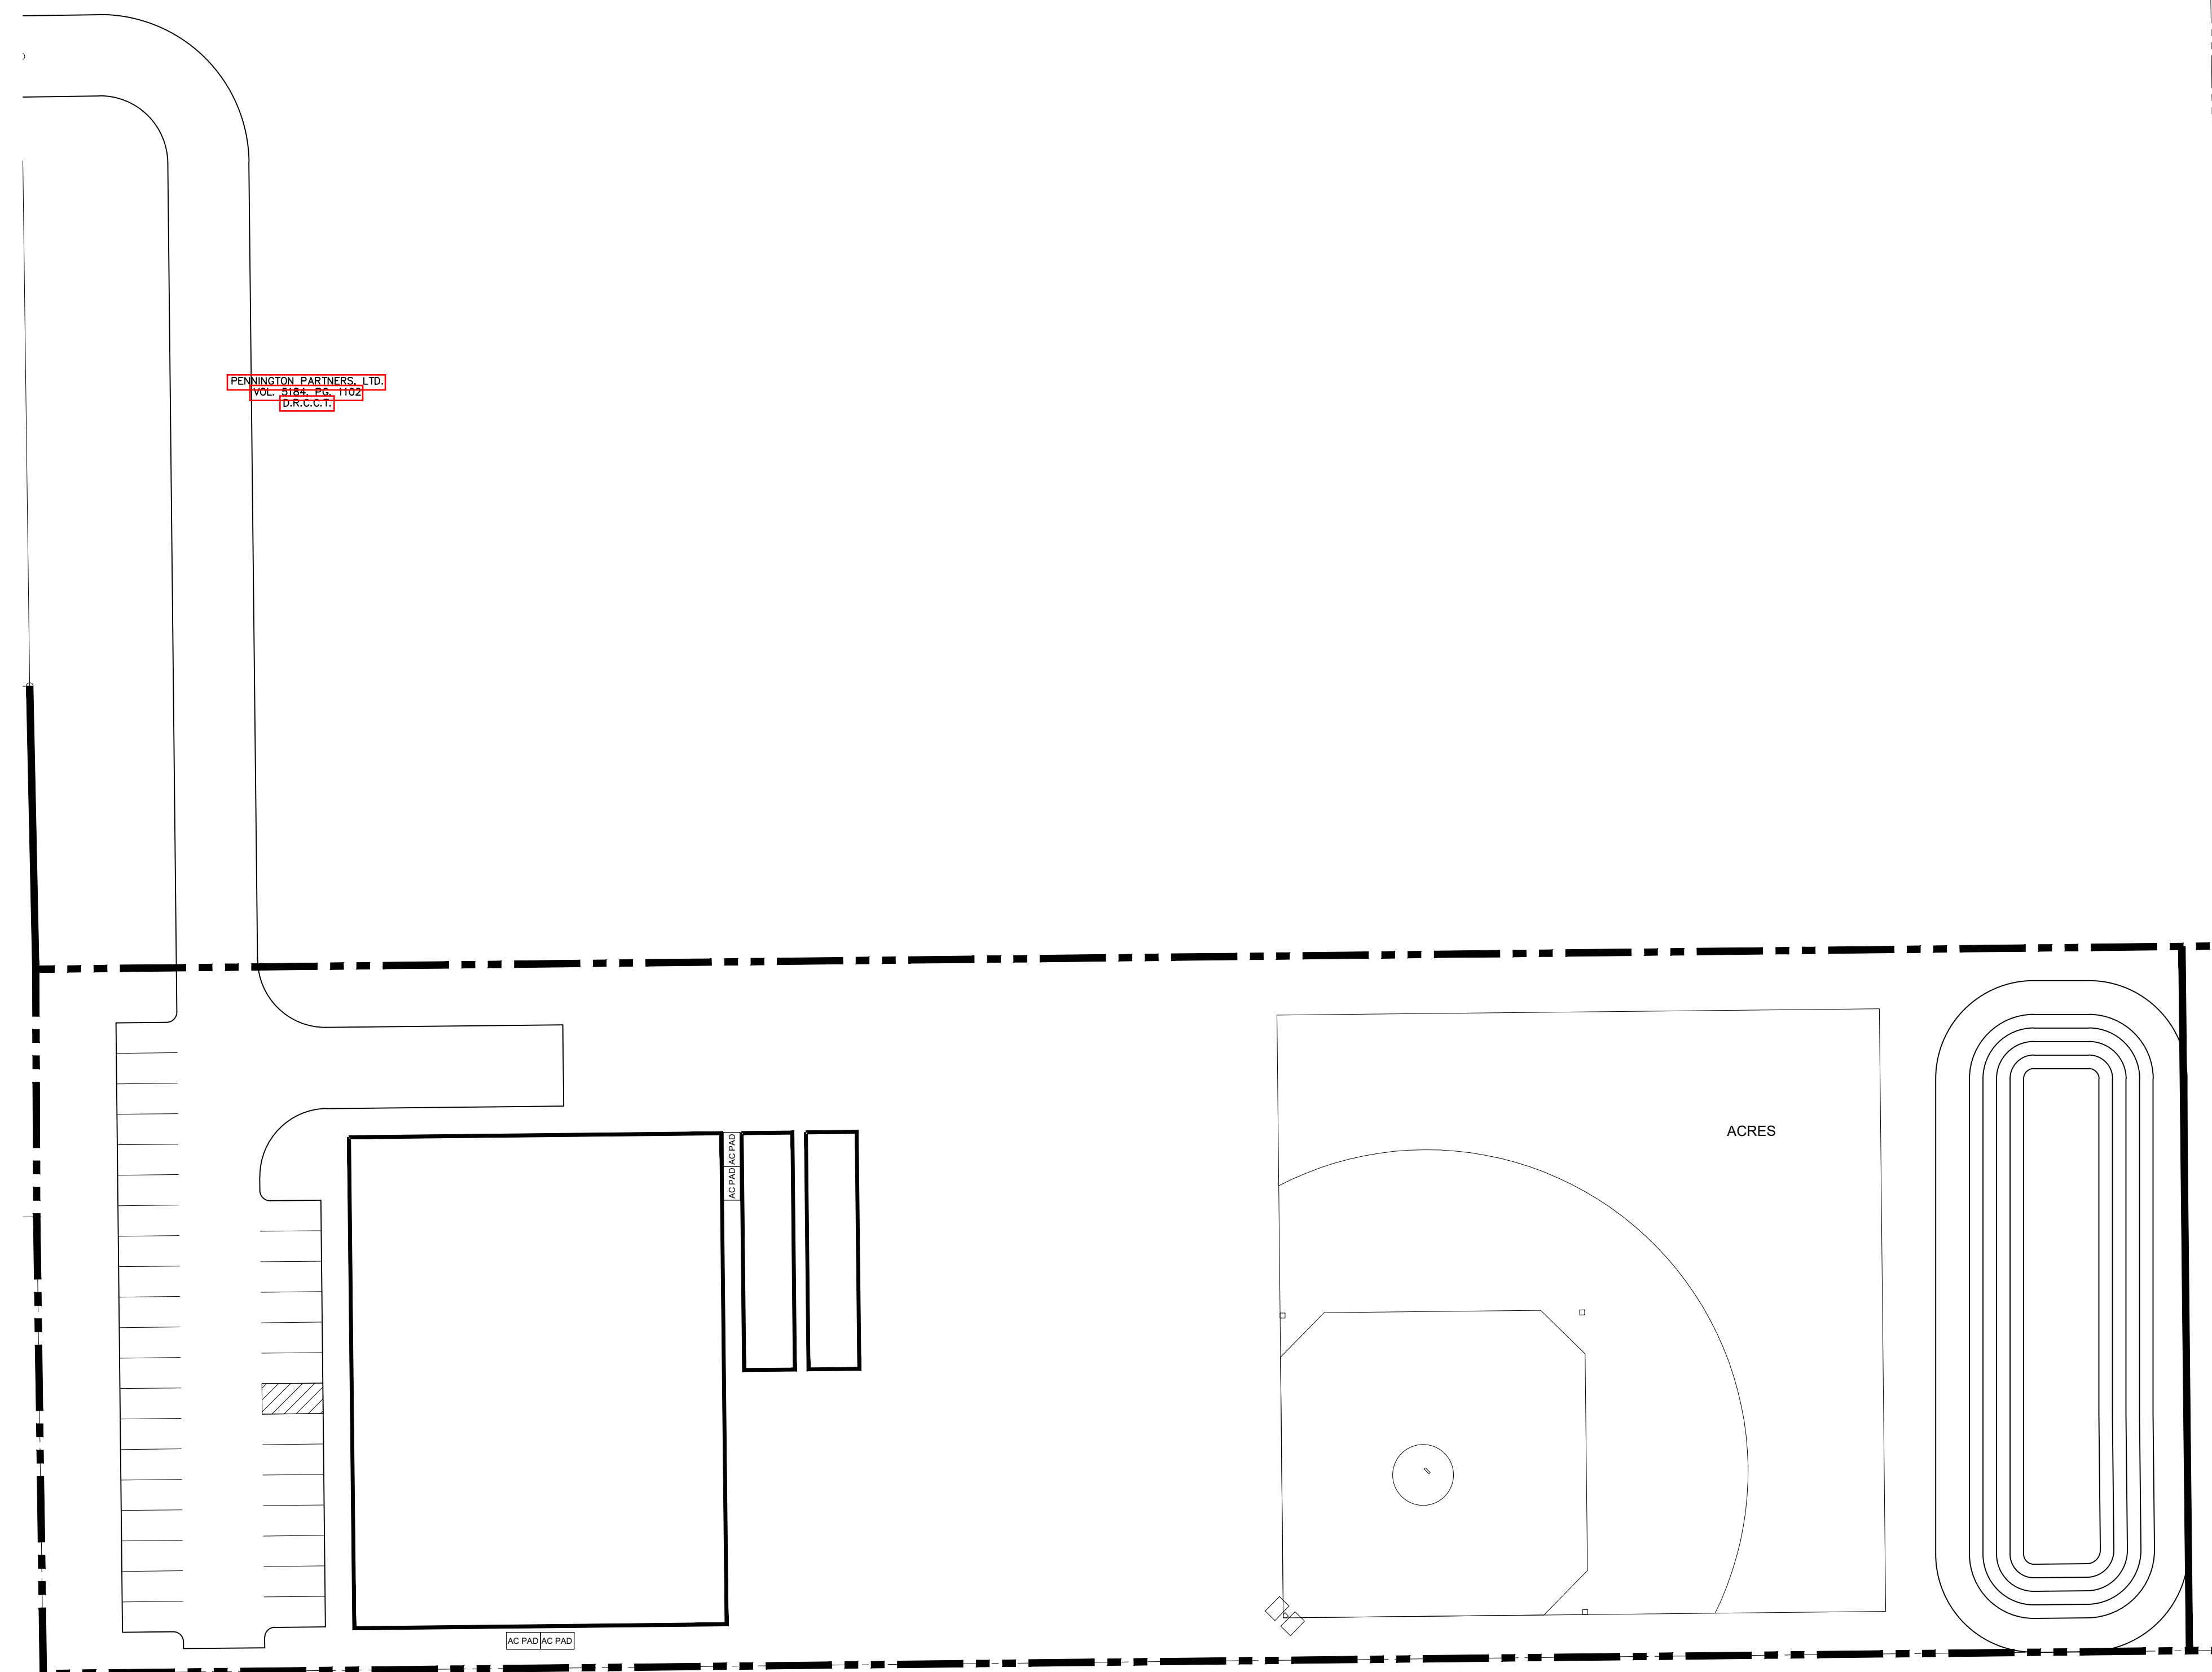 PENNINGTON PARTNERS, LTD.
VOL. 5184, PG. 1102
D.R.C.C.T.
ACRES
AC PAD
AC PAD
AC PAD AC PAD